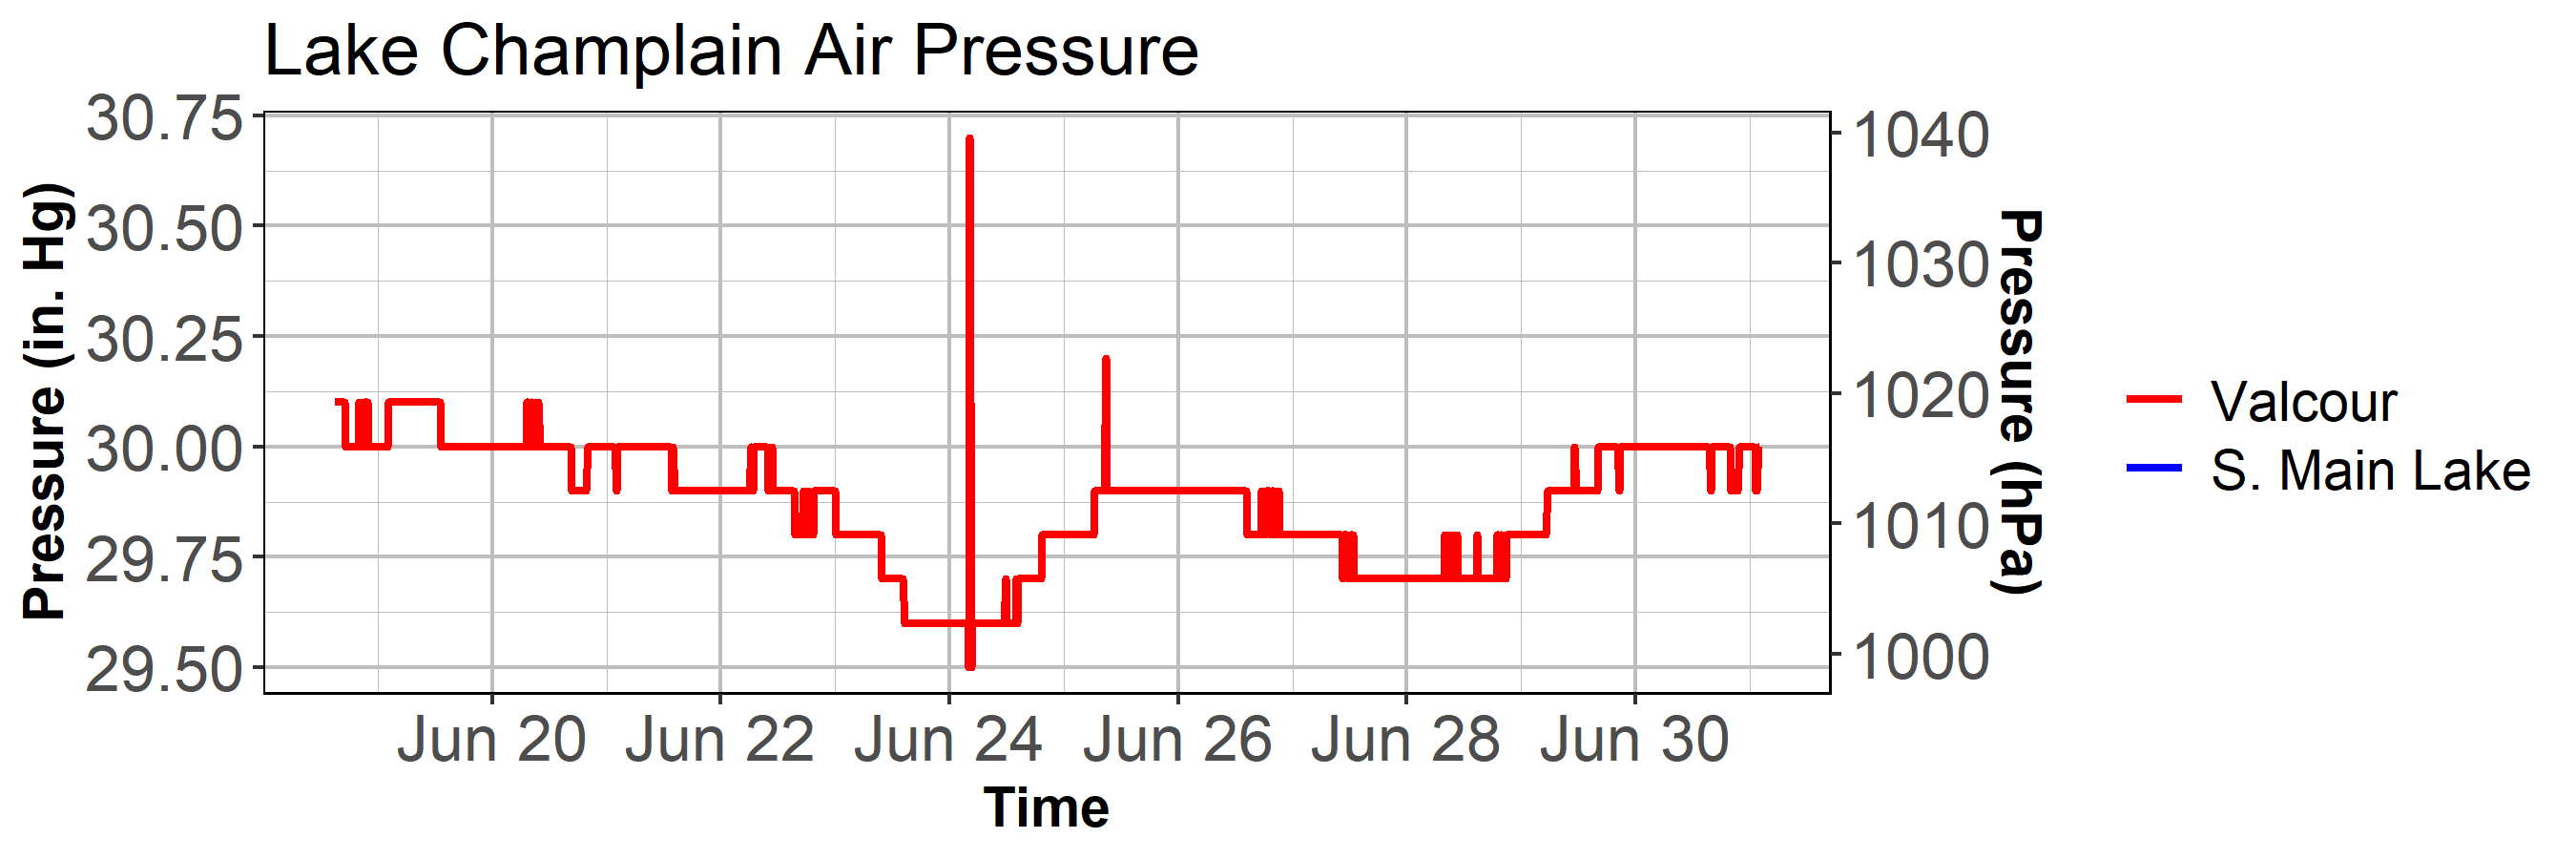 Lake Champlain Air Pressure
Pressure (in. Hg)
30.75
30.50
30.25
30.00
29.75
29.50
1040
1030
1020
1010
1000
Pressure (hPa)
Valcour
S. Main Lake
Jun 20 Jun 22 Jun 24 Jun 26 Jun 28 Jun 30
Time